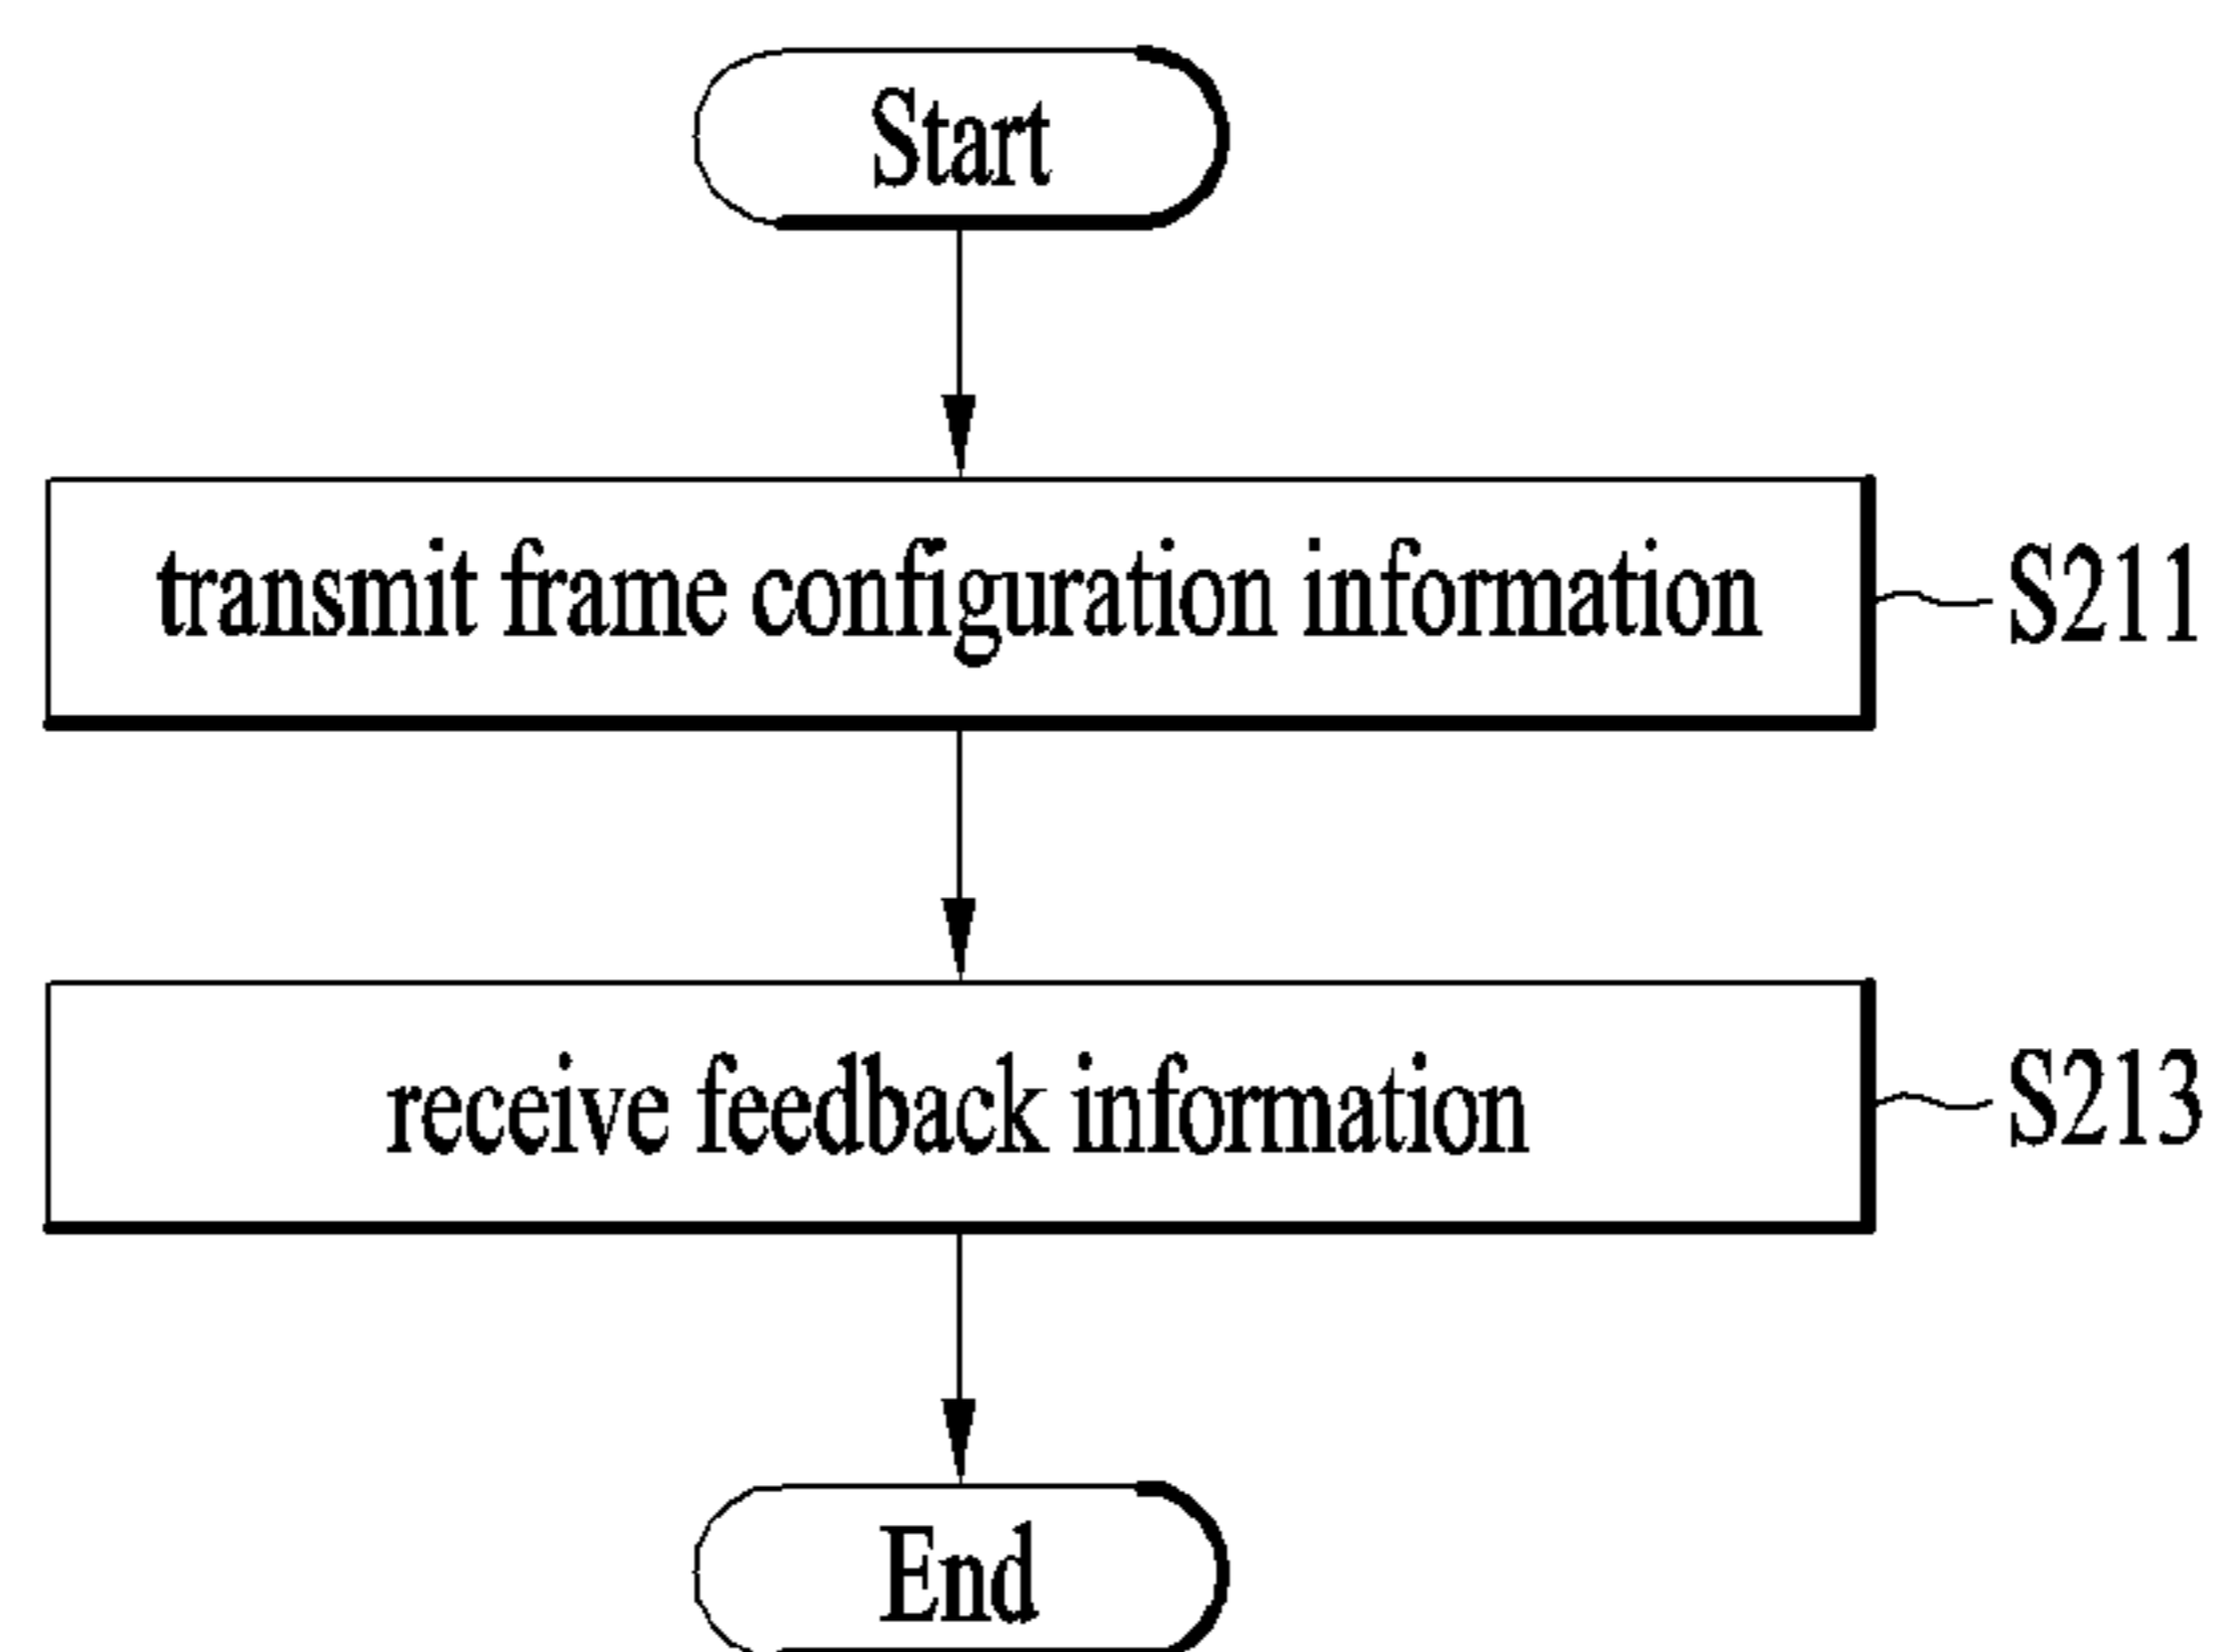 Start
transmit frame configuration information
S211
receive feedback information
S213
End